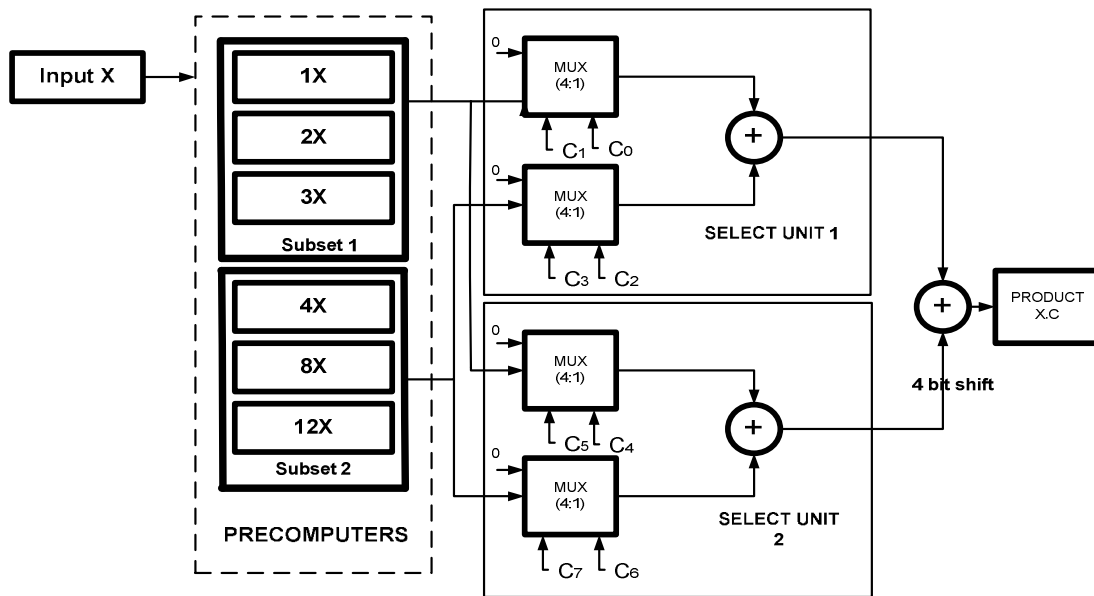 Input X
1X
2X
3X
Subset 1
4X
8X
12X
Subset 2
PRECOMPUTERS
0
MUX
(4:1)
C1 C0
0
MUX
(4:1)
C3 C2
+
SELECT UNIT 1
0
MUX
(4:1)
C5 C4
0
MUX
(4:1)
C7 C6
+
SELECT UNIT
2
+
4 bit shift
PRODUCT
X.C